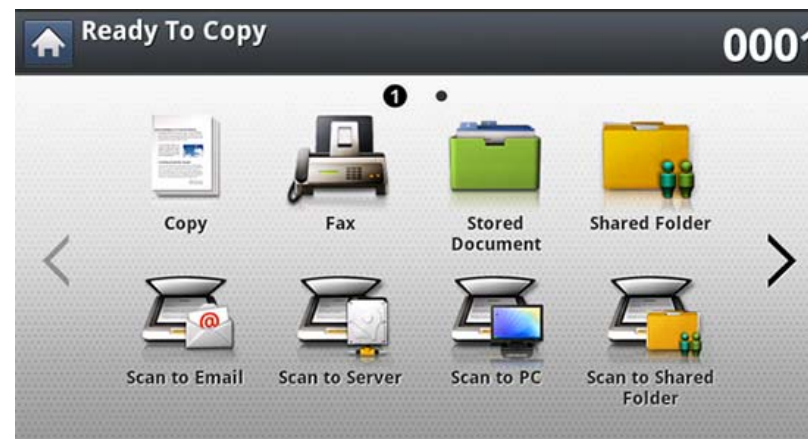 Ready To Copy
0001
1
Copy
Fax
Stored
Document
Shared Folder
@
Scan to Email
Scan to Server
Scan to PC
Scan to Shared
Folder